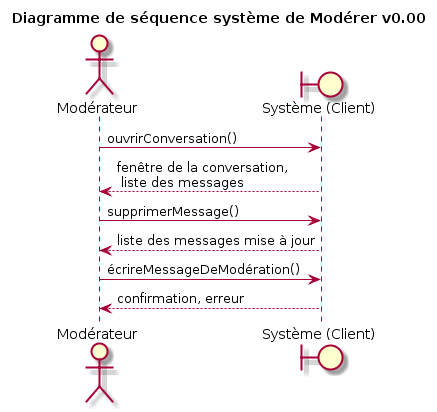 Diagramme de séquence système de Modérer v0.00
Modérateur
Système (Client)
ouvrirConversation()
fenêtre de la conversation,
liste des messages
supprimerMessage()
liste des messages mise à jour
écrireMessageDeModération()
confirmation, erreur
Modérateur
Système (Client)